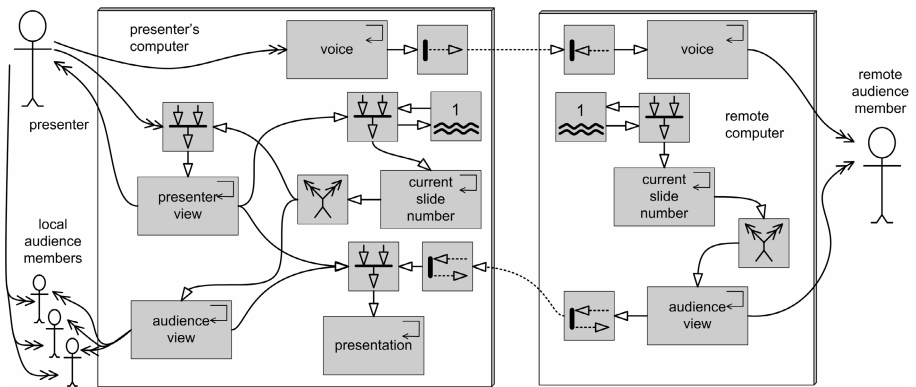 presenter's
computer
voice
voice
remote
audience
member
presenter
1
1
remote
computer
presenter
view
current
slide
number
current
slide
number
local
audience
members
audience
view
presentation
audience
view